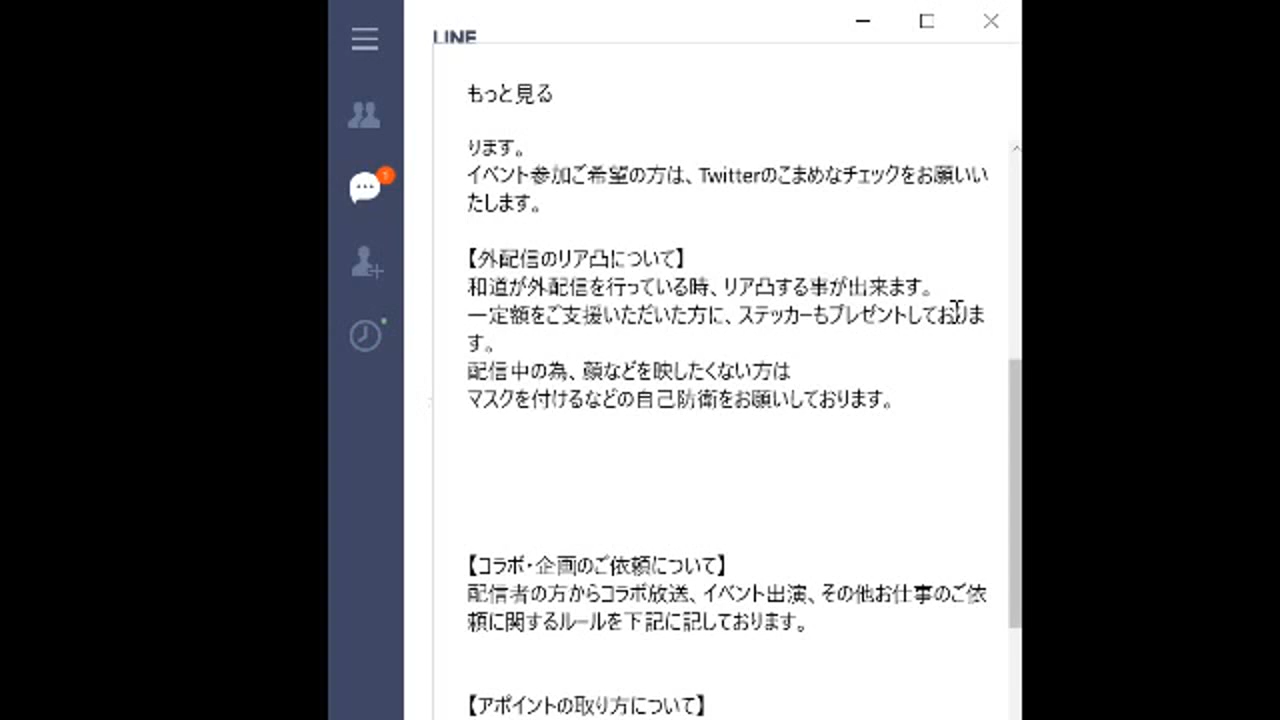 LINE
もっと見る
1
ります。
イベント参加ご希望の方は、Twitterのこまめなチェックをお願いい
たします。
【外配信のリア凸について】
和道が外配信を行っている時、リア凸する事が出来ます。
一定額をご支援いただいた方に、ステッカーもプレゼントしておりま
す。
配信中の為、顔などを映したくない方は
マスクを付けるなどの自己防衛をお願いしております。
【コラボ・企画のご依頼について】
配信者の方からコラボ放送、イベント出演、その他お仕事のご依
頼に関するルールを下記に記しております。
【アポイントの取り方について】